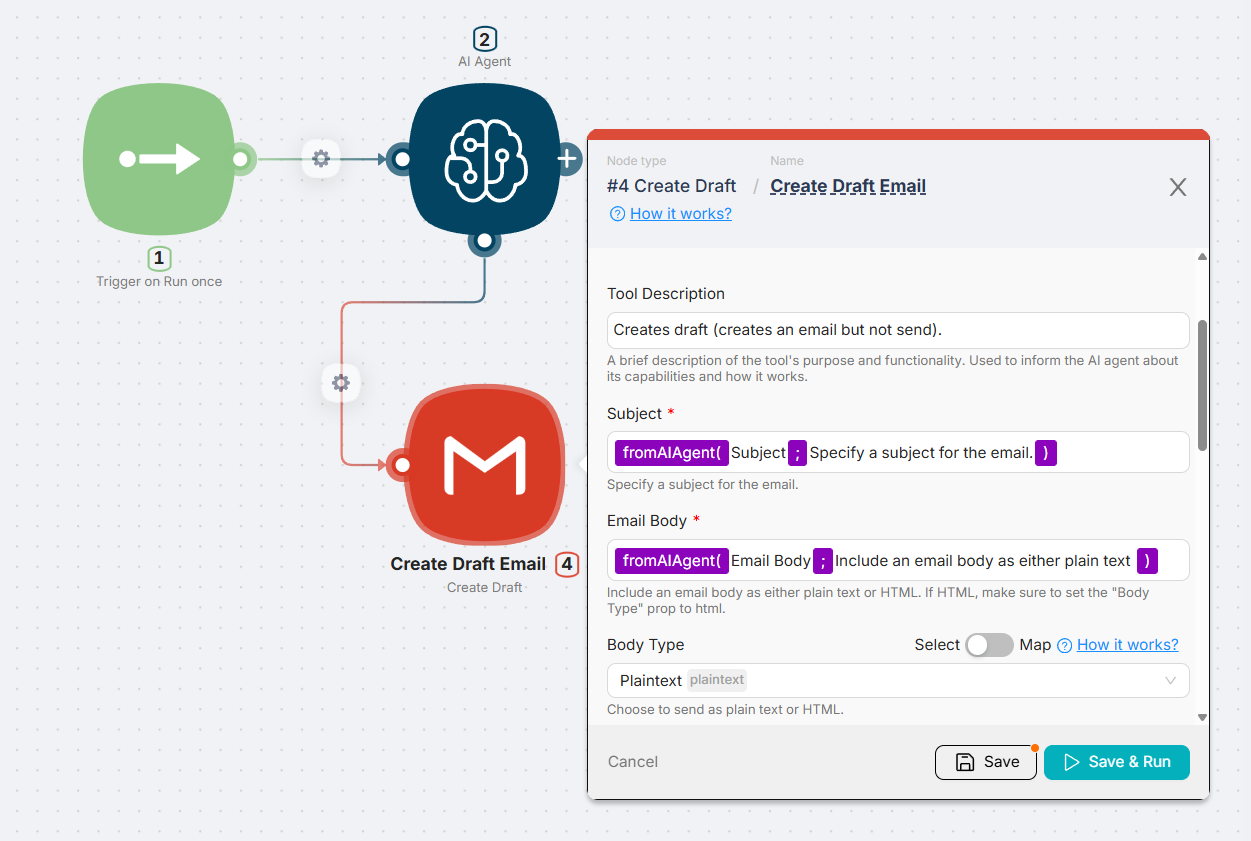 2
AI Agent
1
Trigger on Run once
Create Draft Email 4
Create Draft
Node type Name
#4 Create Draft / Create Draft Email
How it works?
Tool Description
Creates draft (creates an email but not send).
A brief description of the tool's purpose and functionality. Used to inform the AI agent about
its capabilities and how it works.
Subject *
fromAIAgent( Subject ; Specify a subject for the email. )
Specify a subject for the email.
Email Body *
fromAIAgent( Email Body ; Include an email body as either plain text )
Include an email body as either plain text or HTML. If HTML, make sure to set the "Body
Type" prop to html.
Body Type Select Map How it works?
Plaintext plaintext
Choose to send as plain text or HTML.
Cancel Save Save & Run